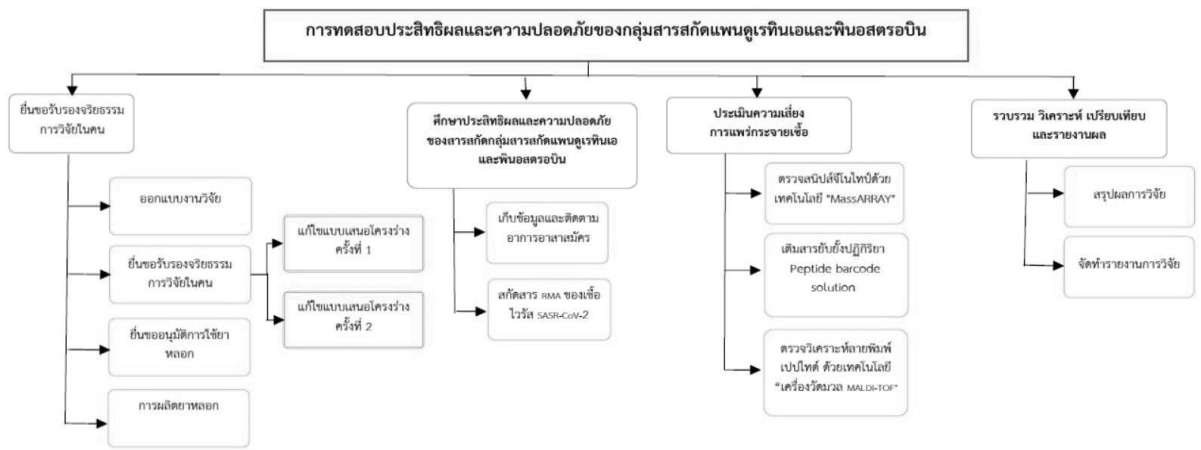 การทดสอบประสิทธิผลและความปลอดภัยของกลุ่มสารสกัดแพนดูเรทินเอและพินอสตรอบิน
ยื่นขอรับรองจริยธรรม
การวิจัยในคน
ออกแบบงานวิจัย
ยื่นขอรับรองจริยธรรม
การวิจัยในคน
แก้ไขแบบเสนอโครงร่าง
ครั้งที่ 1
แก้ไขแบบเสนอโครงร่าง
ครั้งที่ 2
ยื่นขออนุมัติการใช้ยา
หลอก
การผลิตยาหลอก
ศึกษาประสิทธิผลและความปลอดภัย
ของสารสกัดกลุ่มสารสกัดแพนดูเรทินเอ
และพินอสตรอบิน
เก็บข้อมูลและติดตาม
อาการอาสาสมัคร
สกัดสาร RMA ของเชื้อ
ไวรัส SASR-CoV-2
ประเมินความเสี่ยง
การแพร่กระจายเชื้อ
ตรวจสนิปส์จีโนไทป์ด้วย
เทคโนโลยี "MassARRAY"
เติมสารยับยั้งปฏิกิริยา
Peptide barcode
solution
ตรวจวิเคราะห์ลายพิมพ์
เปปไทด์ ด้วยเทคโนโลยี
"เครื่องวัดมวล MALDI-TOF"
รวบรวม วิเคราะห์ เปรียบเทียบ
และรายงานผล
สรุปผลการวิจัย
จัดทำรายงานการวิจัย